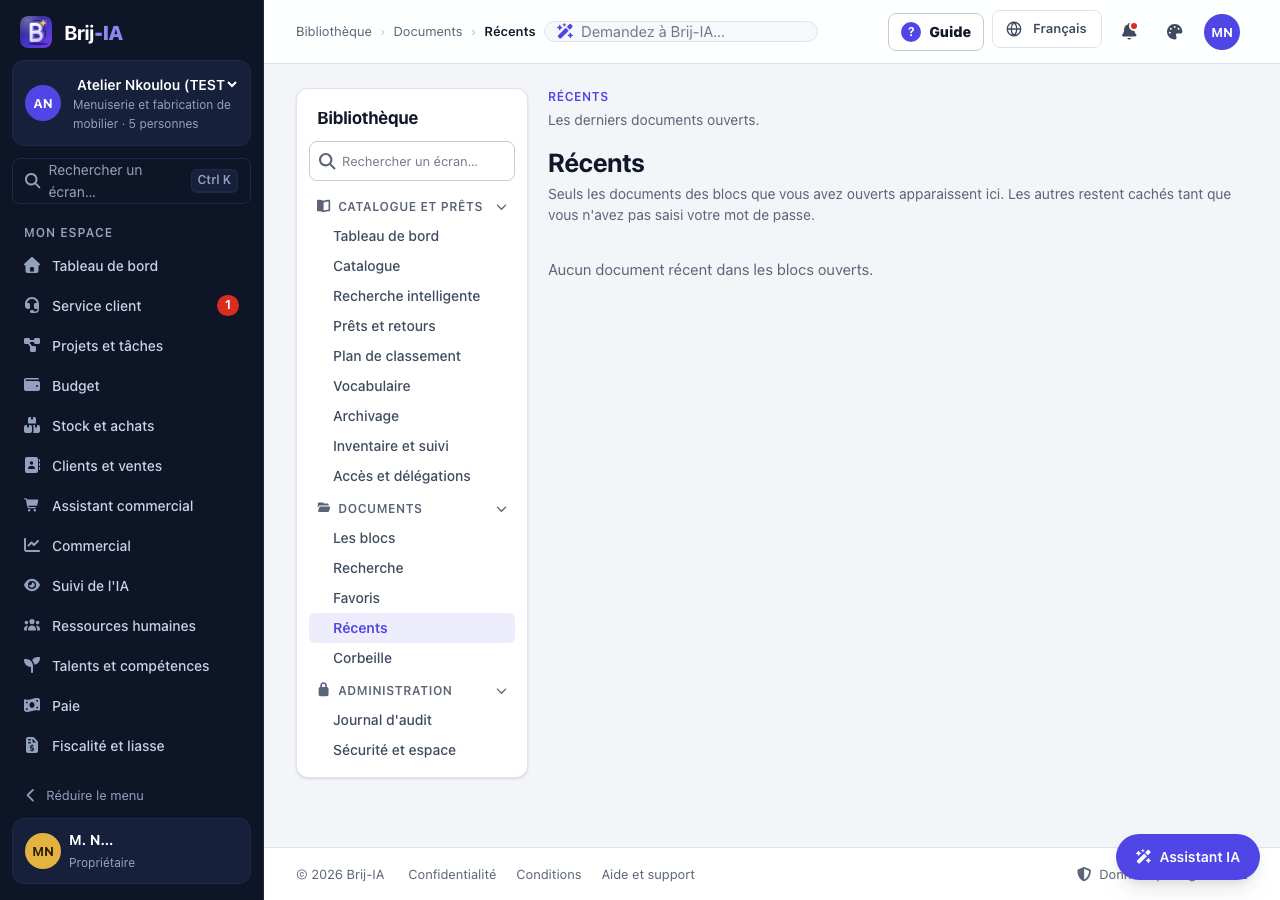 Brij-IA
AN
Atelier Nkoulou (TEST
Menuiserie et fabrication de
mobilier · 5 personnes
Rechercher un
écran...
Ctrl K
MON ESPACE
Tableau de bord
Service client
1
Projets et tâches
Budget
Stock et achats
Clients et ventes
Assistant commercial
Commercial
Suivi de l'IA
Ressources humaines
Talents et compétences
Paie
Fiscalité et liasse
Réduire le menu
MN
M. N...
Propriétaire
Bibliothèque › Documents › Récents
Demandez à Brij-IA...
? Guide
Français
MN
Bibliothèque
Rechercher un écran...
CATALOGUE ET PRÊTS
Tableau de bord
Catalogue
Recherche intelligente
Prêts et retours
Plan de classement
Vocabulaire
Archivage
Inventaire et suivi
Accès et délégations
DOCUMENTS
Les blocs
Recherche
Favoris
Récents
Corbeille
ADMINISTRATION
Journal d'audit
Sécurité et espace
RÉCENTS
Les derniers documents ouverts.
Récents
Seuls les documents des blocs que vous avez ouverts apparaissent ici. Les autres restent cachés tant que
vous n'avez pas saisi votre mot de passe.
Aucun document récent dans les blocs ouverts.
© 2026 Brij-IA
Confidentialité
Conditions
Aide et support
Assistant IA